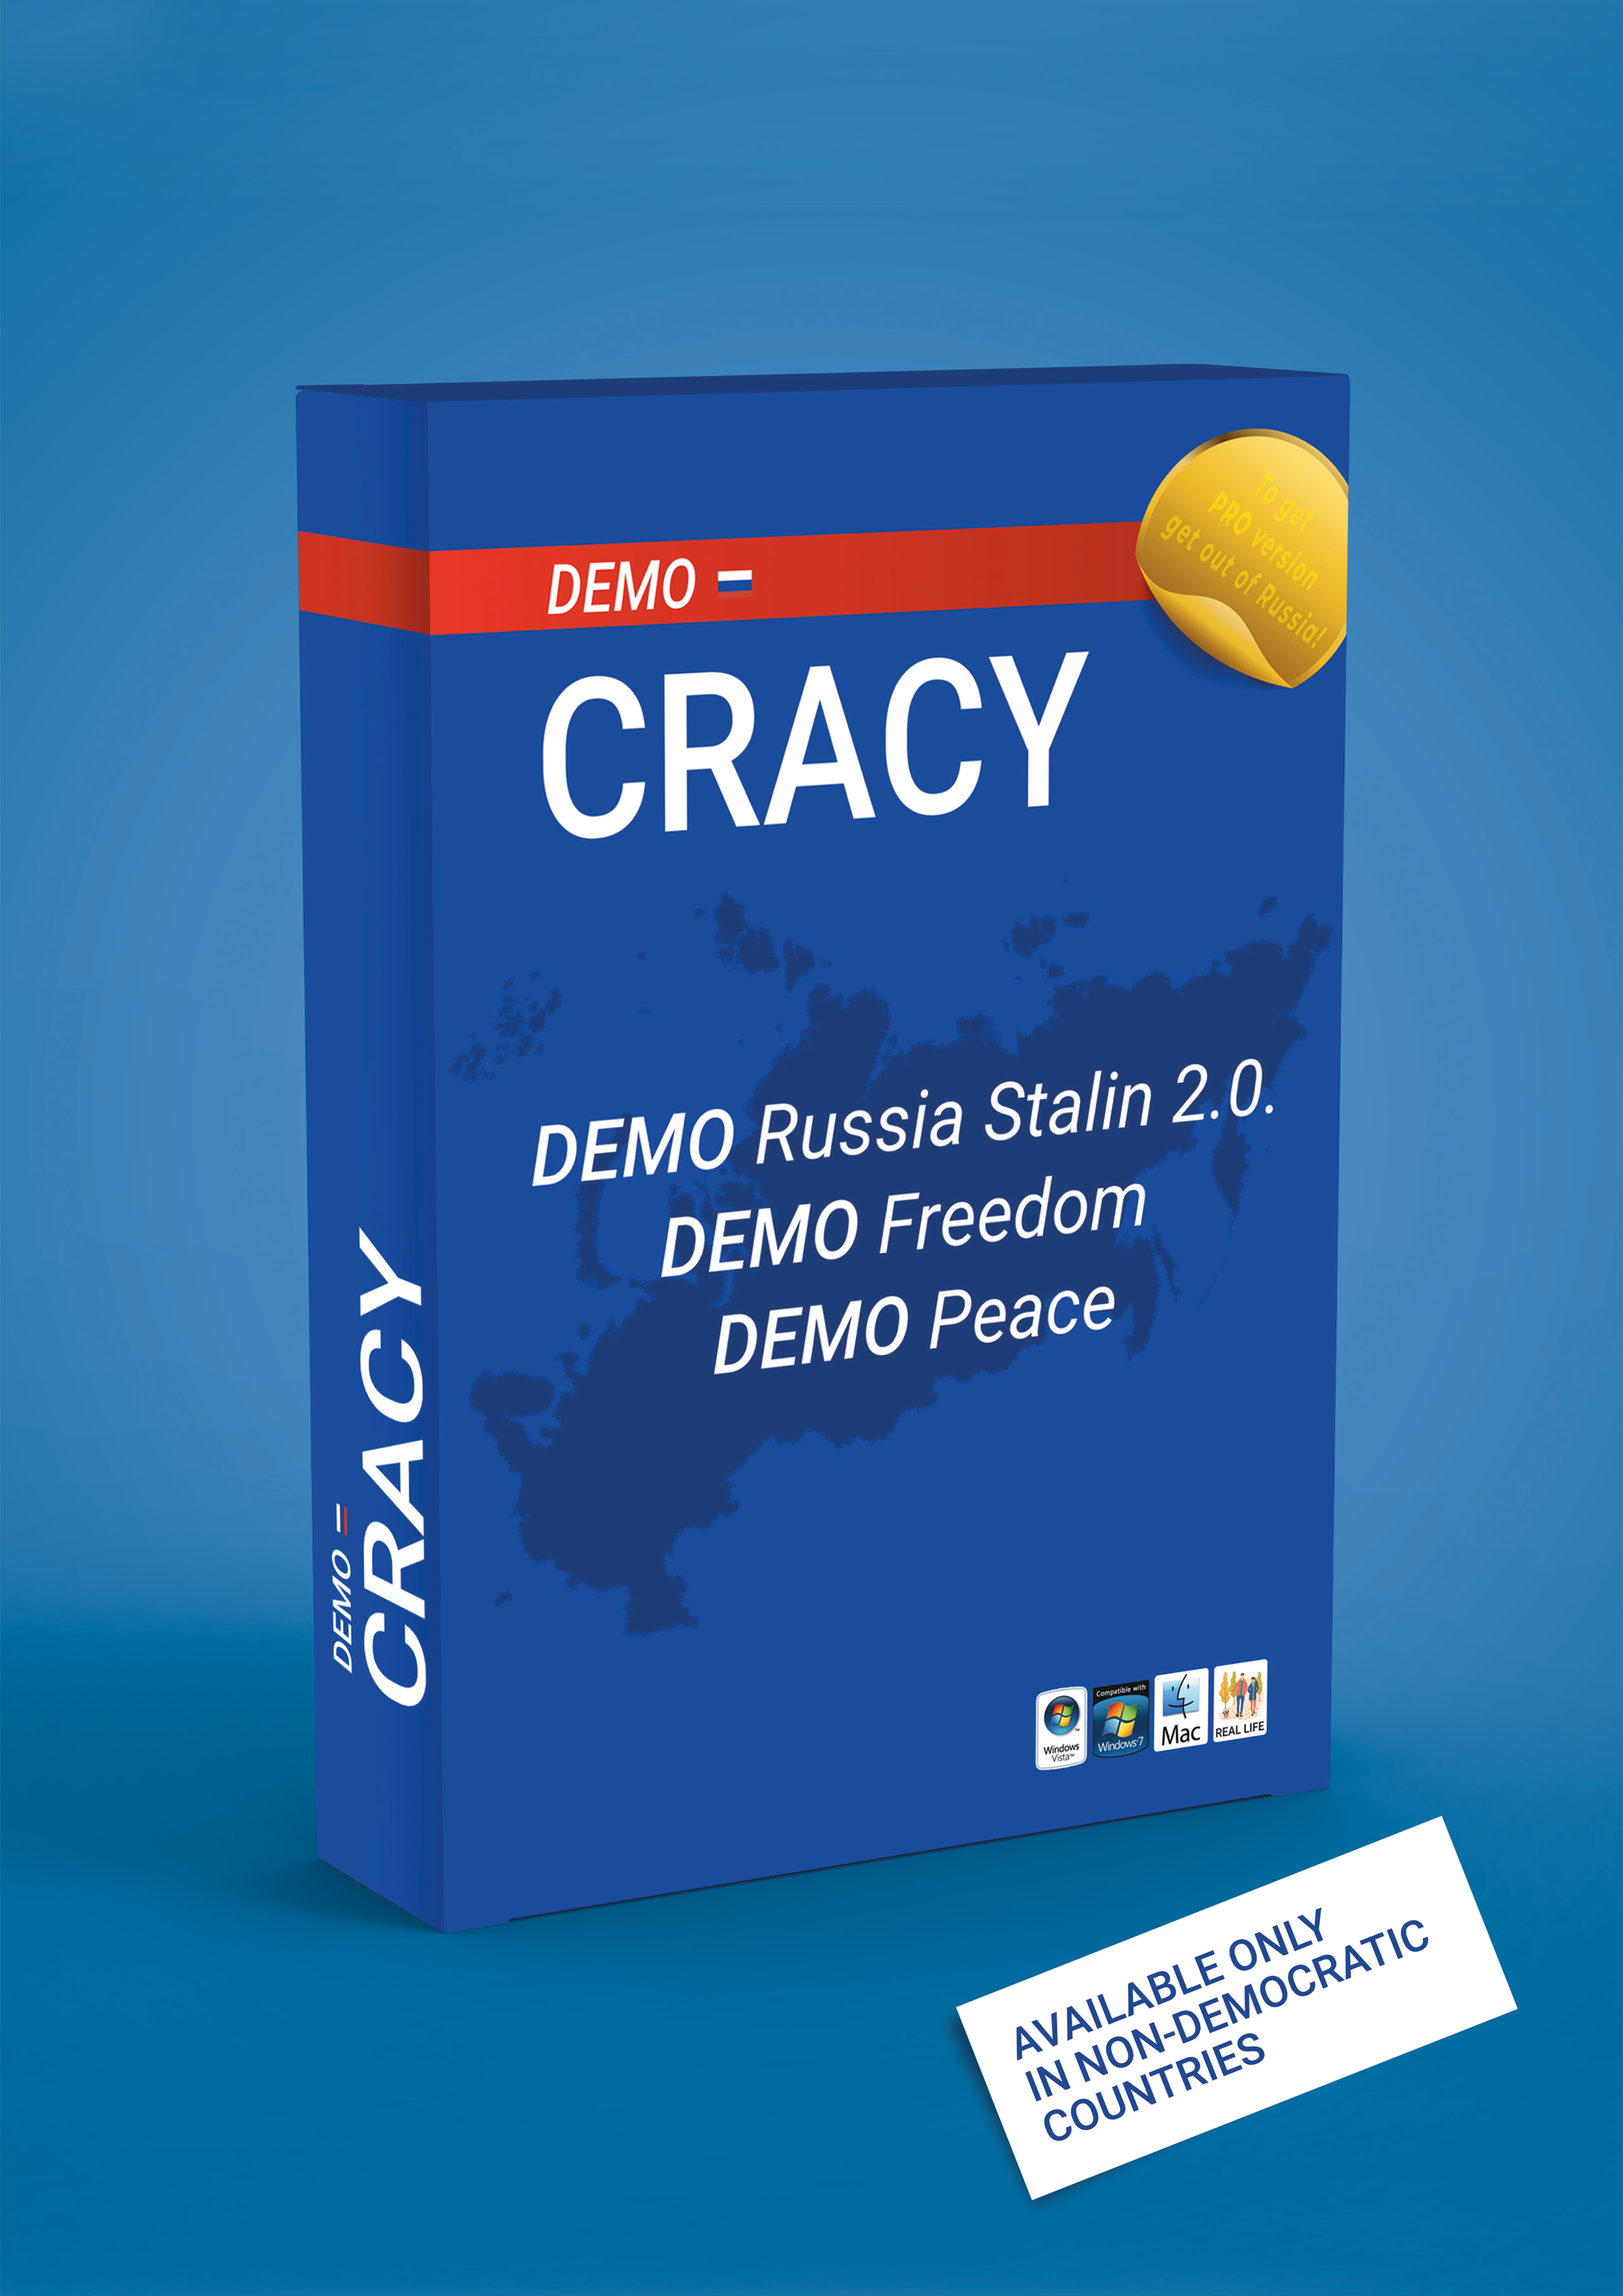 To get
PRO version
get out of Russia!
DEMO
CRACY
DEMO Russia Stalin 2.0.
DEMO Freedom
DEMO Peace
DEMO
CRACY
Windows
Vista™
Compatible with
Windows 7
Mac
REAL LIFE
AVAILABLE ONLY
IN NON-DEMOCRATIC
COUNTRIES